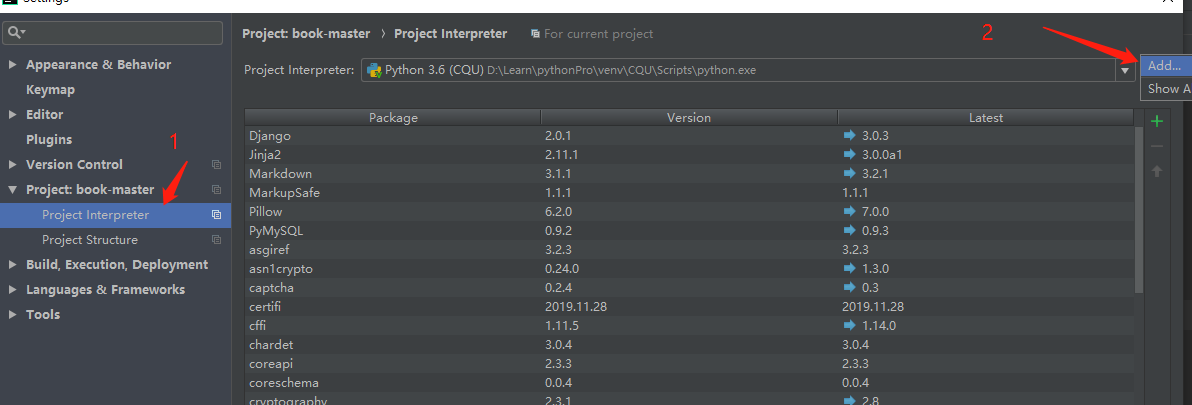 Settings
Project: book-master › Project Interpreter For current project
2
Appearance & Behavior
Keymap
Editor
Plugins
1
Version Control
Project: book-master
Project Interpreter
Project Structure
Build, Execution, Deployment
Languages & Frameworks
Tools
Project Interpreter: Python 3.6 (CQU) D:\Learn\pythonPro\venv\CQU\Scripts\python.exe
Add...
Show A
Package Version Latest
Django 2.0.1 3.0.3
Jinja2 2.11.1 3.0.0a1
Markdown 3.1.1 3.2.1
MarkupSafe 1.1.1 1.1.1
Pillow 6.2.0 7.0.0
PyMySQL 0.9.2 0.9.3
asgiref 3.2.3 3.2.3
asn1crypto 0.24.0 1.3.0
captcha 0.2.4 0.3
certifi 2019.11.28 2019.11.28
cffi 1.11.5 1.14.0
chardet 3.0.4 3.0.4
coreapi 2.3.3 2.3.3
coreschema 0.0.4 0.0.4
cryptography 2.3.1 2.8